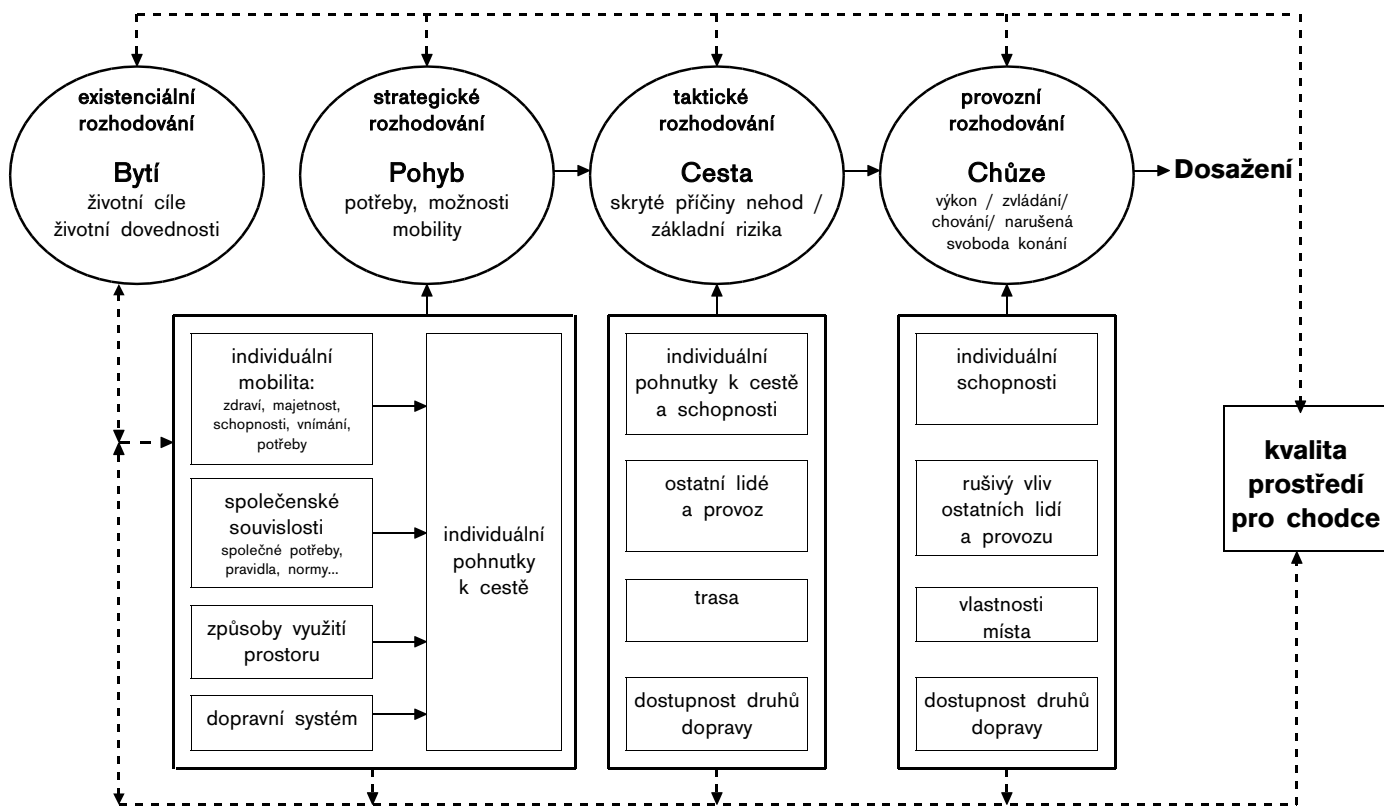 existenciální
rozhodování
Bytí
životní cíle
životní dovednosti
strategické
rozhodování
Pohyb
potřeby, možnosti
mobility
taktické
rozhodování
Cesta
skryté příčiny nehod /
základní rizika
provozní
rozhodování
Chůze
výkon / zvládání/
chování/ narušená
svoboda konání
Dosažení
individuální
mobilita:
zdraví, majetnost,
schopnosti, vnímání,
potřeby
společenské
souvislosti
společné potřeby,
pravidla, normy...
způsoby využití
prostoru
dopravní systém
individuální
pohnutky
k cestě
individuální
pohnutky k cestě
a schopnosti
ostatní lidé
a provoz
trasa
dostupnost druhů
dopravy
individuální
schopnosti
rušivý vliv
ostatních lidí
a provozu
vlastnosti
místa
dostupnost druhů
dopravy
kvalita
prostředí
pro chodce